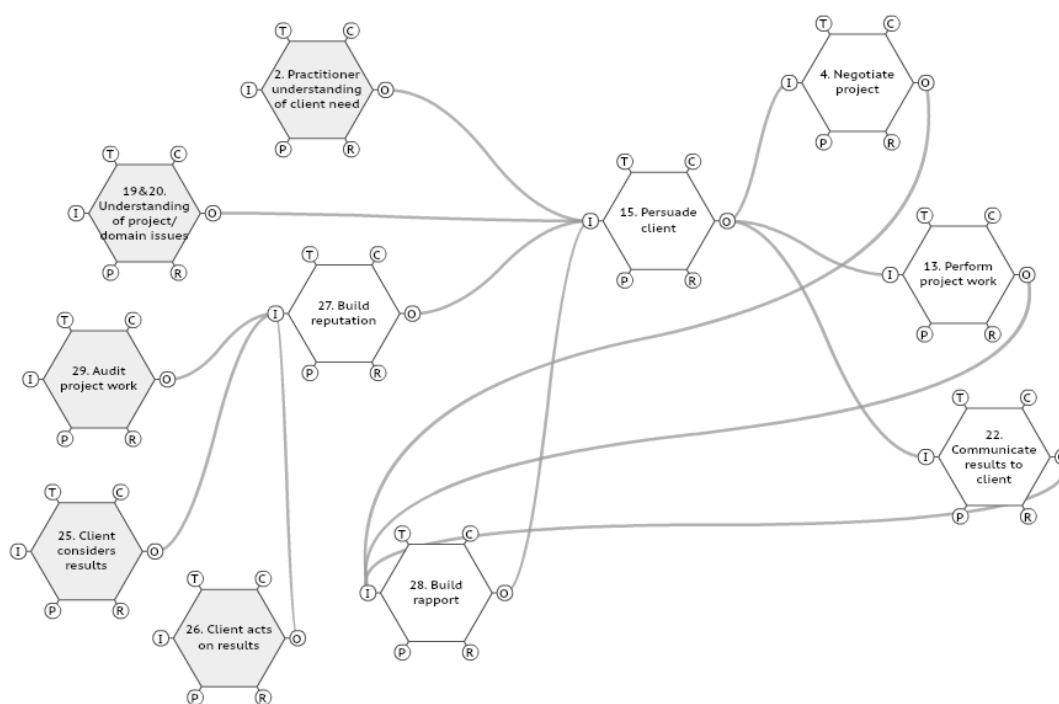 T C
2. Practitioner
understanding
of client need
I O
P R
T C
4. Negotiate
project
I O
P R
T C
19&20.
Understanding
of project/
domain issues
I O
P R
T C
15. Persuade
client
I O
P R
T C
13. Perform
project work
I O
P R
T C
27. Build
reputation
I O
P R
T C
29. Audit
project work
I O
P R
T C
22.
Communicate
results to
client
I O
P R
T C
25. Client
considers
results
I O
P R
T C
28. Build
rapport
I O
P R
T C
26. Client acts
on results
I O
P R